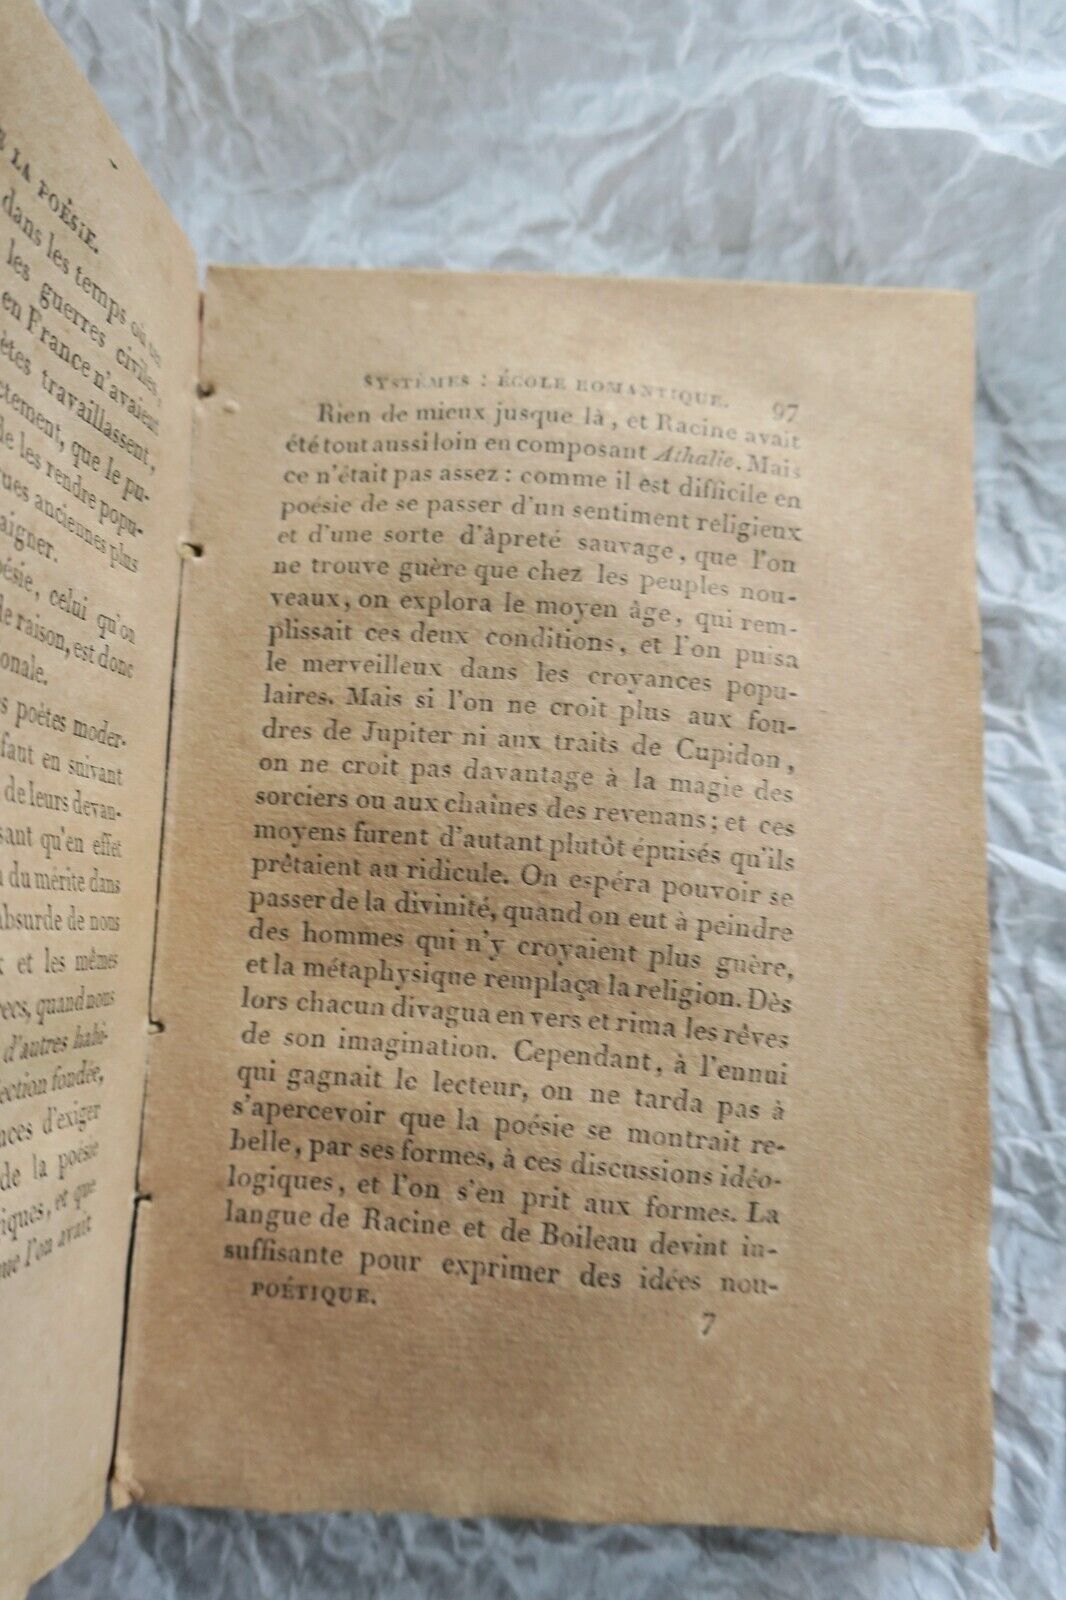 LA POÉSIE.
dans les temps où
les guerres civiles,
en France n'avaient
travaillassent,
que le pu-
de les rendre popu-
anciennes plus
celui qu'on
de raison, est donc
poètes moder-
faut en suivant
de leurs devan-
qu'en effet
du mérite dans
absurde de nous
et les mêmes
quand nous
d'autres habi-
fondée,
d'exiger
de la poésie
et que
l'on avait
SYSTÈMES : ÉCOLE ROMANTIQUE. 97
Rien de mieux jusque là, et Racine avait
été tout aussi loin en composant Athalie. Mais
ce n'était pas assez : comme il est difficile en
poésie de se passer d'un sentiment religieux
et d'une sorte d'âpreté sauvage, que l'on
ne trouve guère que chez les peuples nou-
veaux, on explora le moyen âge, qui rem-
plissait ces deux conditions, et l'on puisa
le merveilleux dans les croyances popu-
laires. Mais si l'on ne croit plus aux fou-
dres de Jupiter ni aux traits de Cupidon,
on ne croit pas davantage à la magie des
sorciers ou aux chaînes des revenans; et ces
moyens furent d'autant plutôt épuisés qu'ils
prêtaient au ridicule. On espéra pouvoir se
passer de la divinité, quand on eut à peindre
des hommes qui n'y croyaient plus guère,
et la métaphysique remplaça la religion. Dès
lors chacun divagua en vers et rima les rêves
de son imagination. Cependant, à l'ennui
qui gagnait le lecteur, on ne tarda pas à
s'apercevoir que la poésie se montrait re-
belle, par ses formes, à ces discussions idéo-
logiques, et l'on s'en prit aux formes. La
langue de Racine et de Boileau devint in-
suffisante pour exprimer des idées nou-
POÉTIQUE. 7